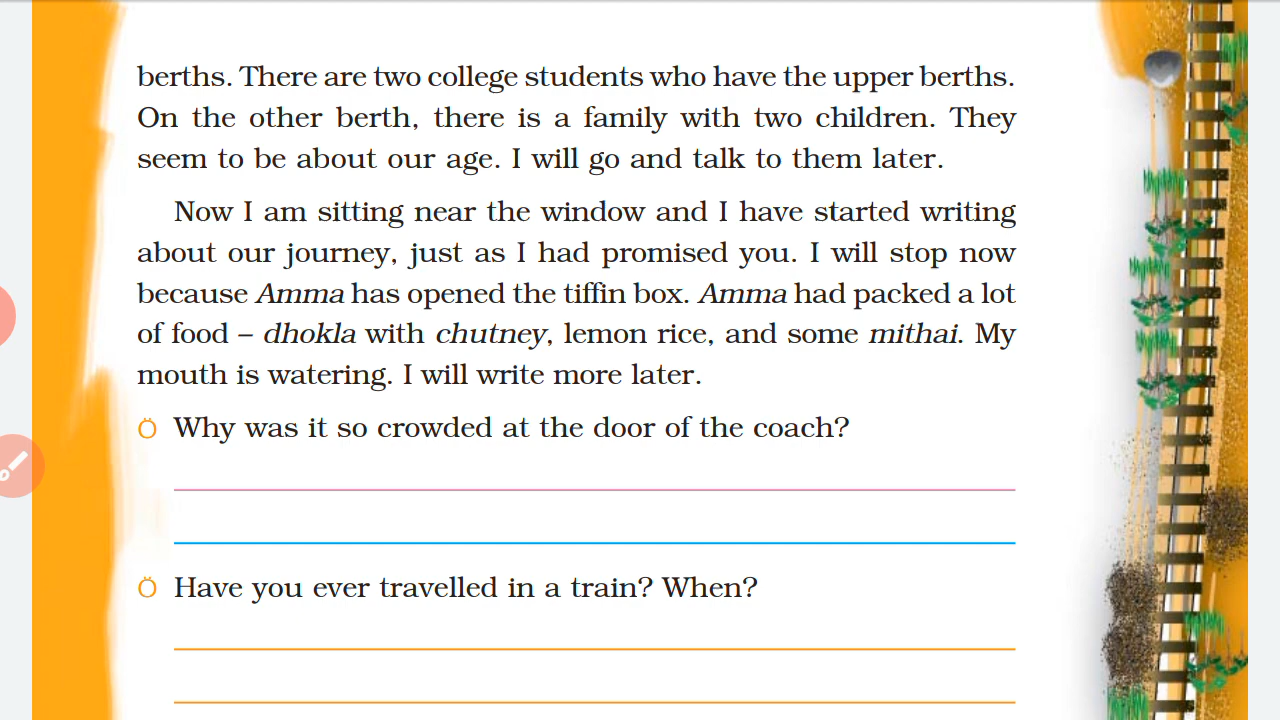 berths. There are two college students who have the upper berths.
On the other berth, there is a family with two children. They
seem to be about our age. I will go and talk to them later.
Now I am sitting near the window and I have started writing
about our journey, just as I had promised you. I will stop now
because Amma has opened the tiffin box. Amma had packed a lot
of food – dhokla with chutney, lemon rice, and some mithai. My
mouth is watering. I will write more later.
Ö Why was it so crowded at the door of the coach?
Ö Have you ever travelled in a train? When?